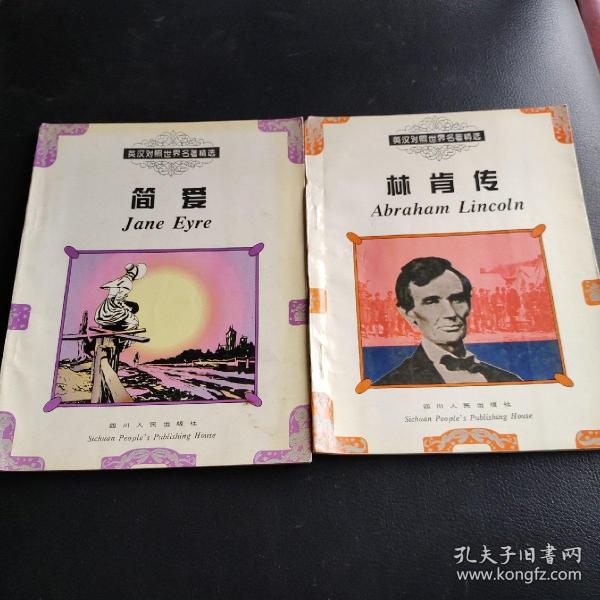 英汉对照世界名著精选
简爱
Jane Eyre
四川人民出版社
Sichuan People's Publishing House
英汉对照世界名著精选
林肯传
Abraham Lincoln
四川人民出版社
Sichuan People's Publishing House
孔夫子旧书网
www.kongfz.com